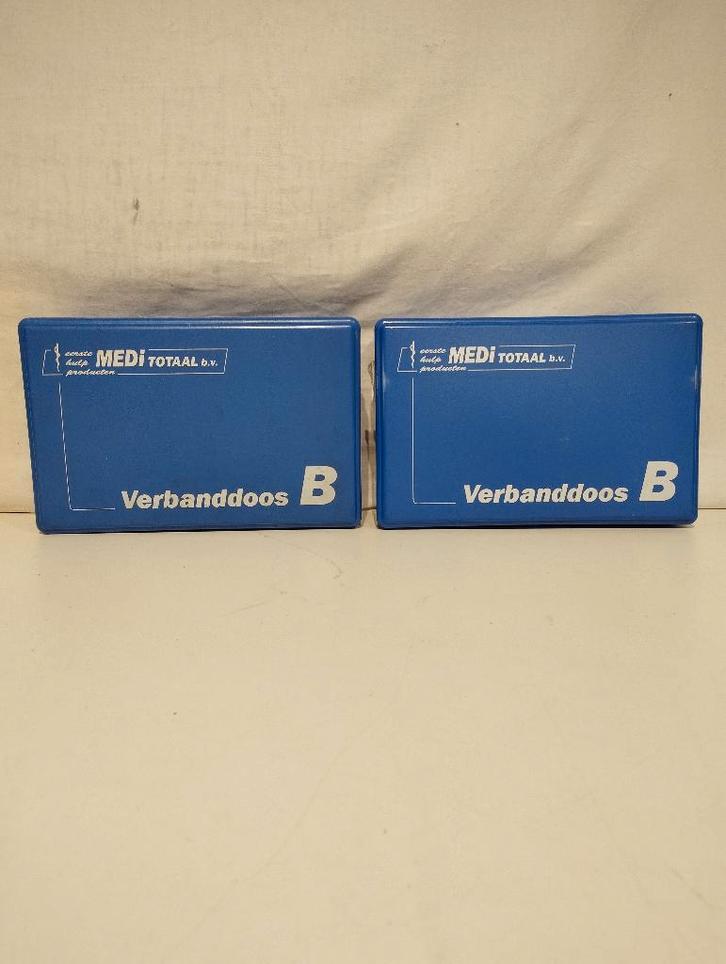 eerste
hulp
producten
MEDi TOTAAL b.v.
Verbanddoos B
eerste
hulp
producten
MEDi TOTAAL b.v.
Verbanddoos B